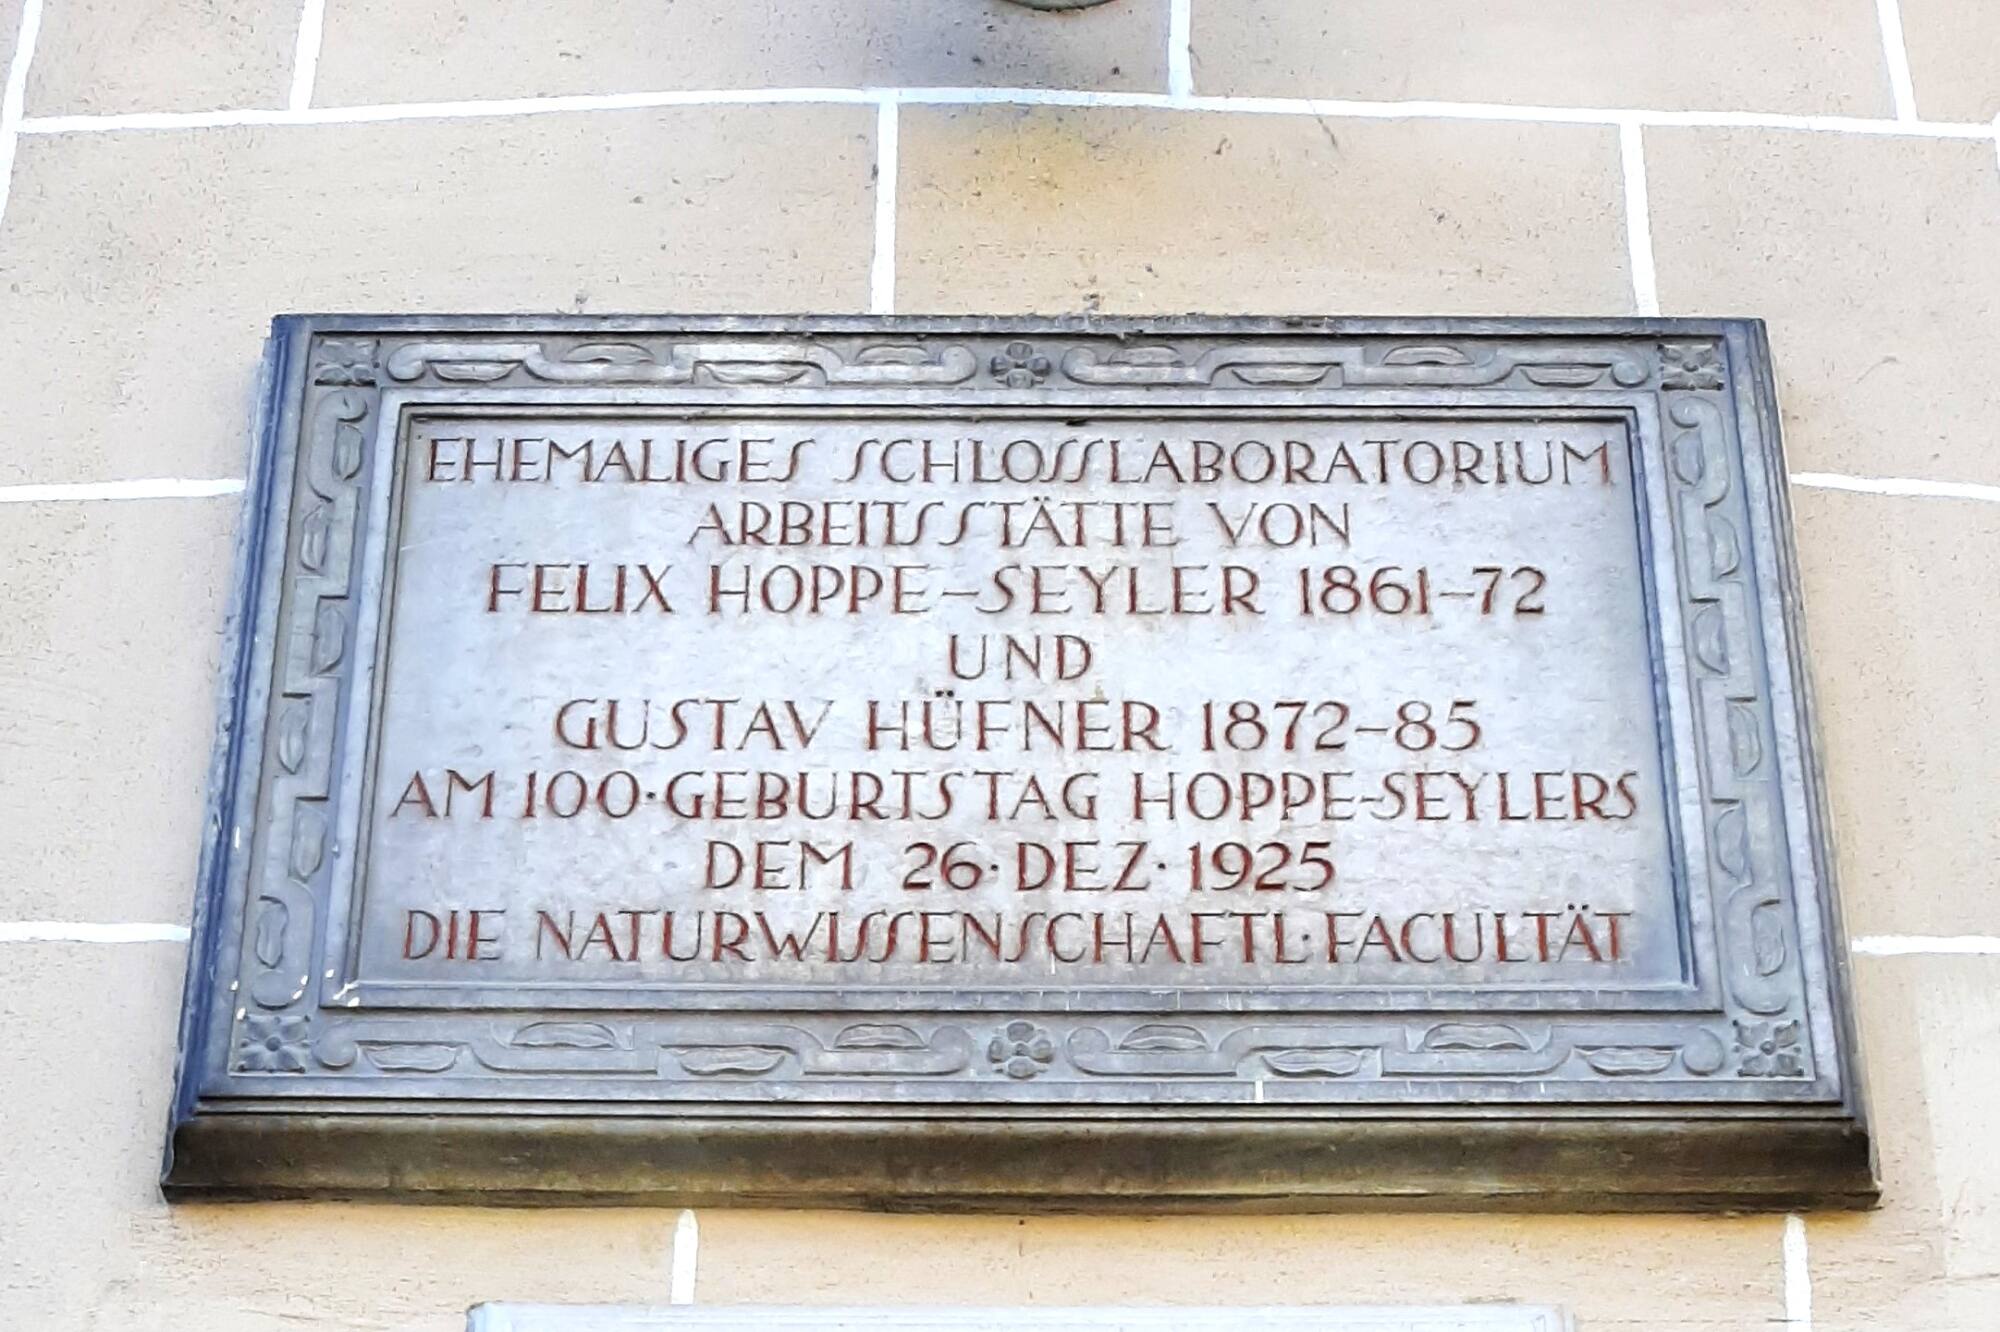 EHEMALIGES SCHLOSSLABORATORIUM
ARBEITSSTÄTTE VON
FELIX HOPPE-SEYLER 1861-72
UND
GUSTAV HÜFNER 1872-85
AM 100·GEBURTSTAG HOPPE-SEYLERS
DEM 26·DEZ·1925
DIE NATURWISSENSCHAFTL·FACULTÄT